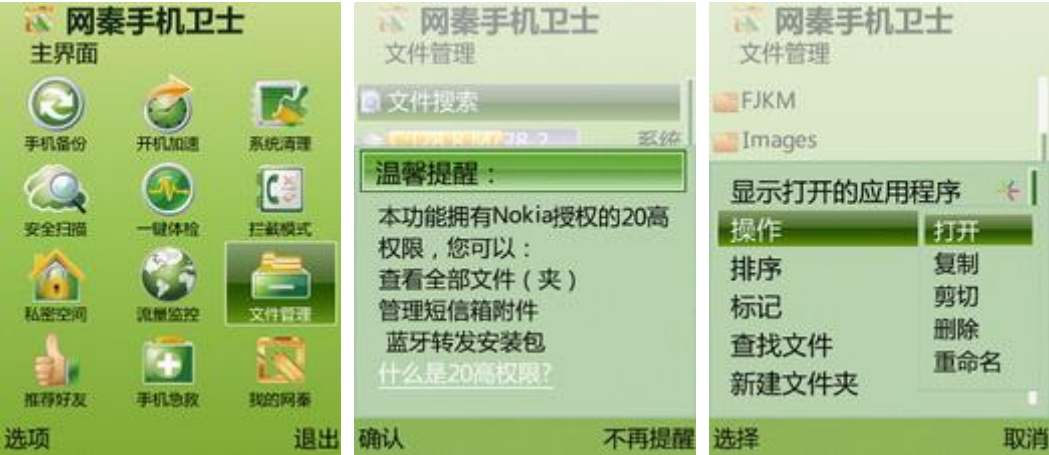 网秦手机卫士
主界面
手机备份
开机加速
系统清理
安全扫描
一键体检
拦截模式
私密空间
流量监控
文件管理
推荐好友
手机急救
我的网秦
选项
退出
网秦手机卫士
文件管理
文件搜索
系统
温馨提醒：
本功能拥有Nokia授权的20高
权限，您可以：
查看全部文件（夹）
管理短信箱附件
蓝牙转发安装包
什么是20高权限?
确认
不再提醒
网秦手机卫士
文件管理
FJKM
Images
显示打开的应用程序
操作
排序
标记
查找文件
新建文件夹
打开
复制
剪切
删除
重命名
选择
取消